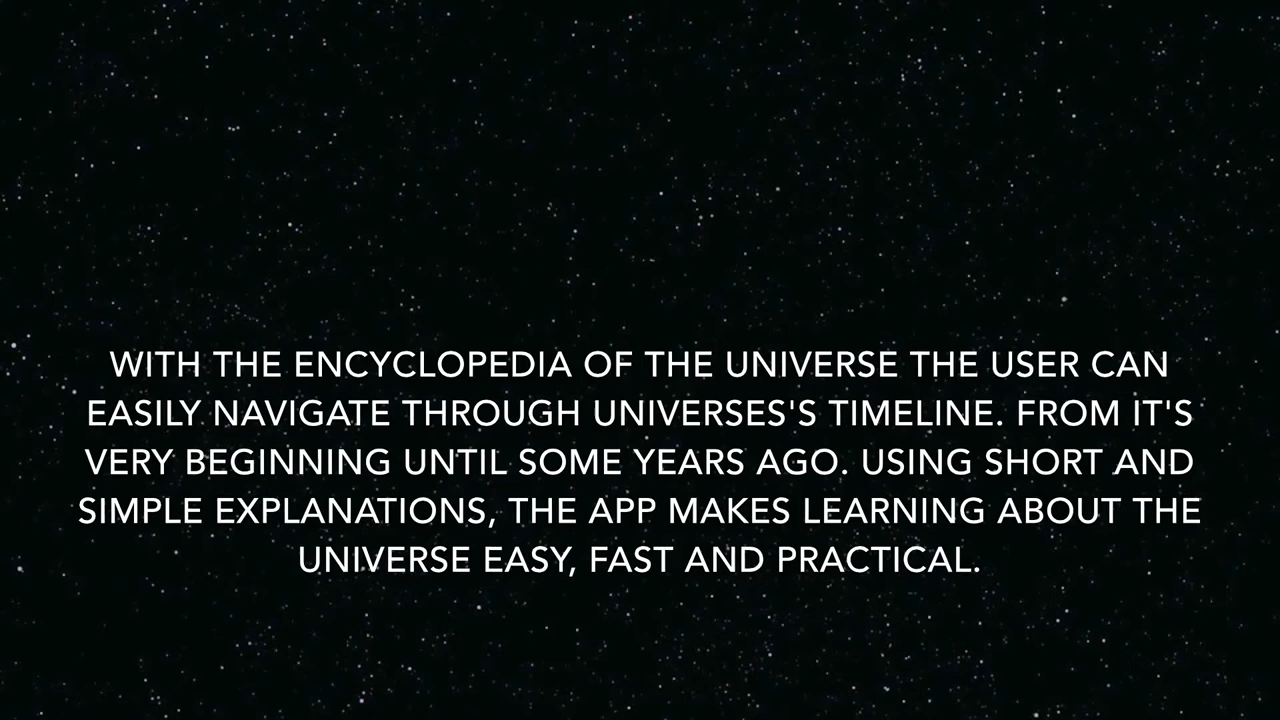 WITH THE ENCYCLOPEDIA OF THE UNIVERSE THE USER CAN
EASILY NAVIGATE THROUGH UNIVERSES'S TIMELINE. FROM IT'S
VERY BEGINNING UNTIL SOME YEARS AGO. USING SHORT AND
SIMPLE EXPLANATIONS, THE APP MAKES LEARNING ABOUT THE
UNIVERSE EASY, FAST AND PRACTICAL.